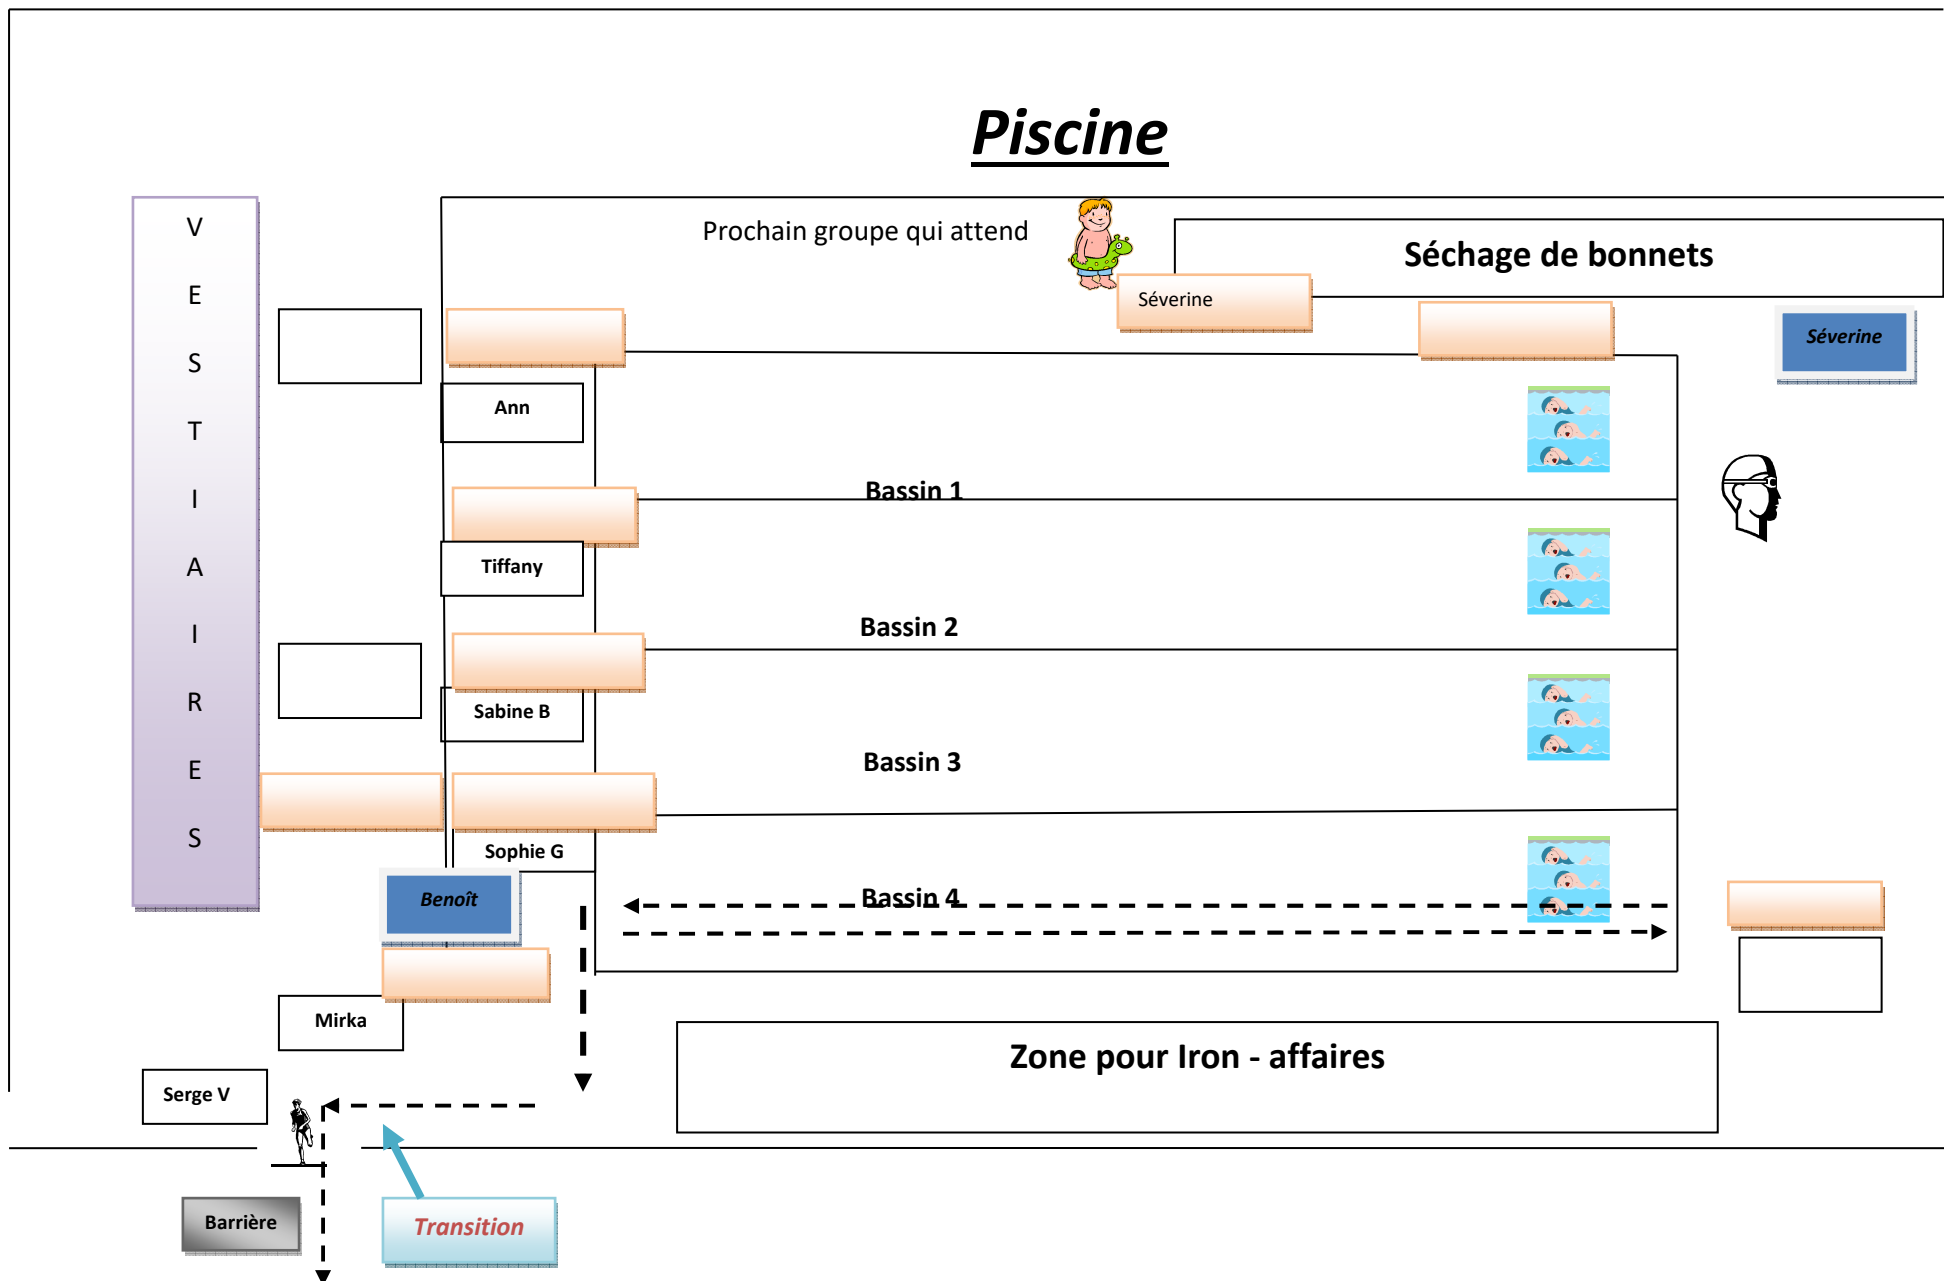 Piscine
V
E
S
T
I
A
I
R
E
S
Prochain groupe qui attend
Séchage de bonnets
Séverine
Séverine
Ann
Bassin 1
Tiffany
Bassin 2
Sabine B
Bassin 3
Sophie G
Benoît
Bassin 4
Mirka
Zone pour Iron - affaires
Serge V
Barrière
Transition